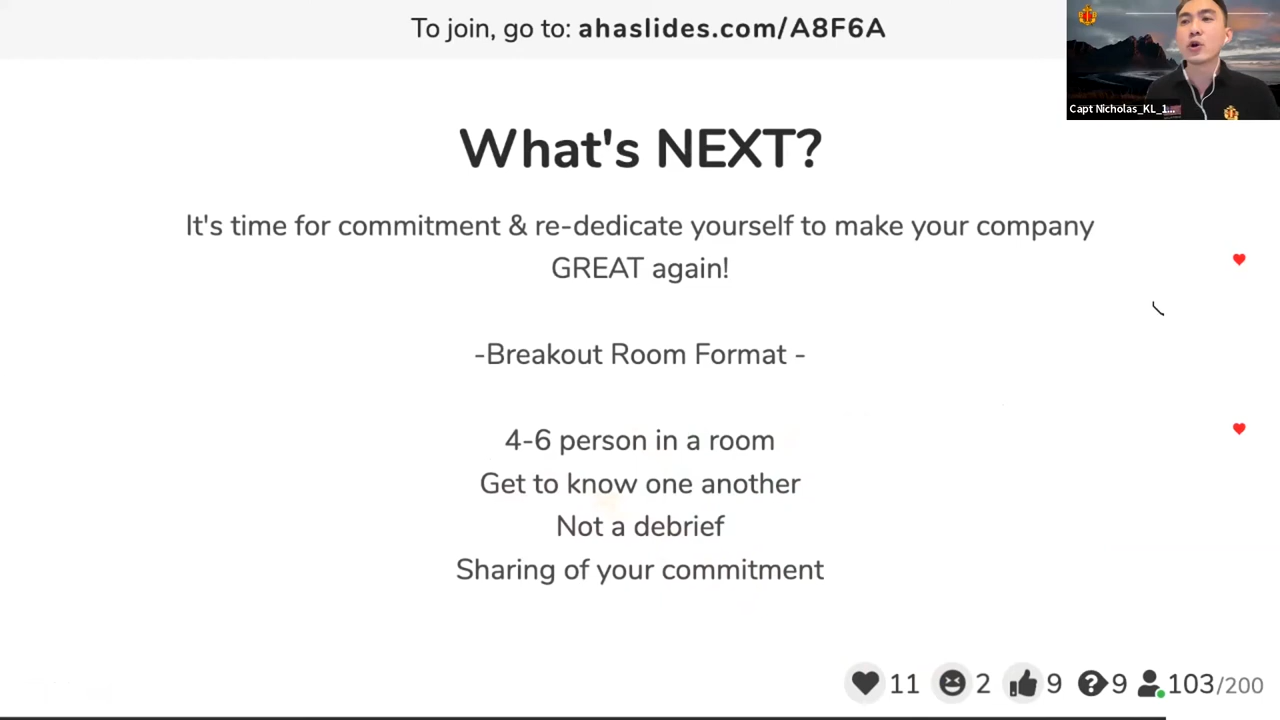 To join, go to: ahaslides.com/A8F6A
Capt Nicholas_KL_1...
What's NEXT?
It's time for commitment & re-dedicate yourself to make your company
GREAT again!
-Breakout Room Format -
4-6 person in a room
Get to know one another
Not a debrief
Sharing of your commitment
11 2 9 9 103/200